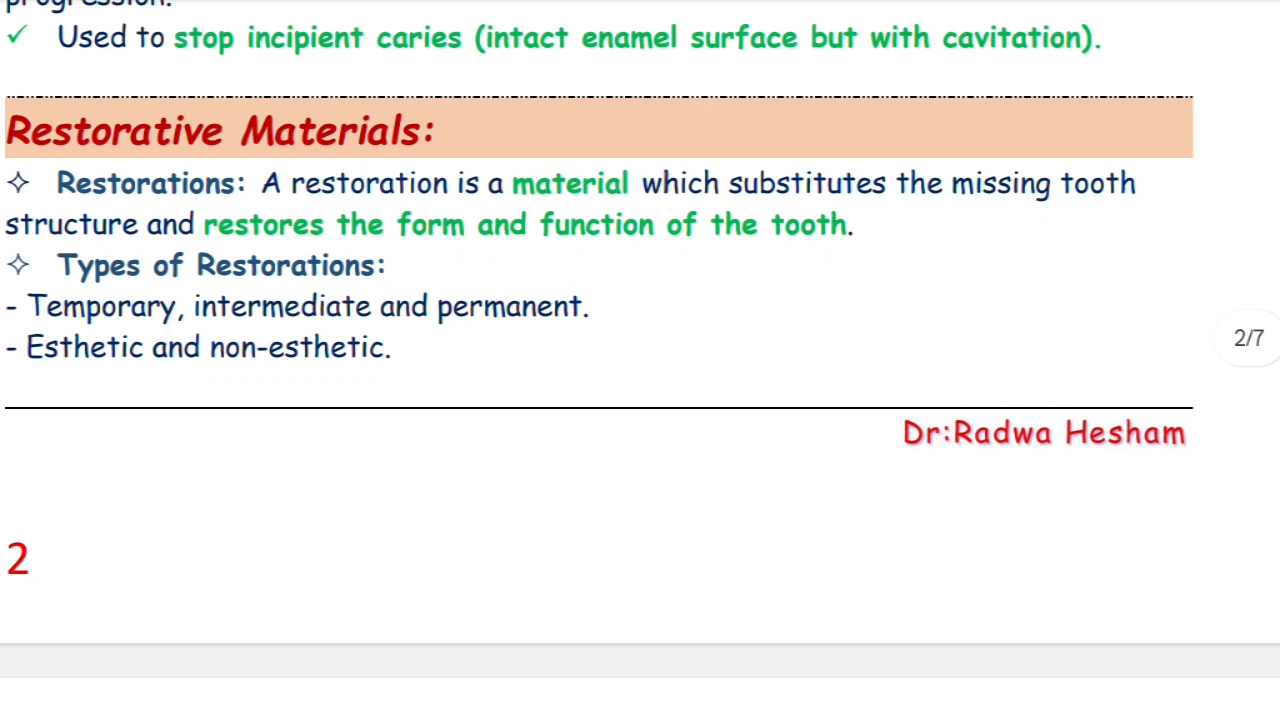 progression.
✓ Used to stop incipient caries (intact enamel surface but with cavitation).
Restorative Materials:
✧ Restorations: A restoration is a material which substitutes the missing tooth
structure and restores the form and function of the tooth.
✧ Types of Restorations:
- Temporary, intermediate and permanent.
- Esthetic and non-esthetic.
2/7
Dr:Radwa Hesham
2